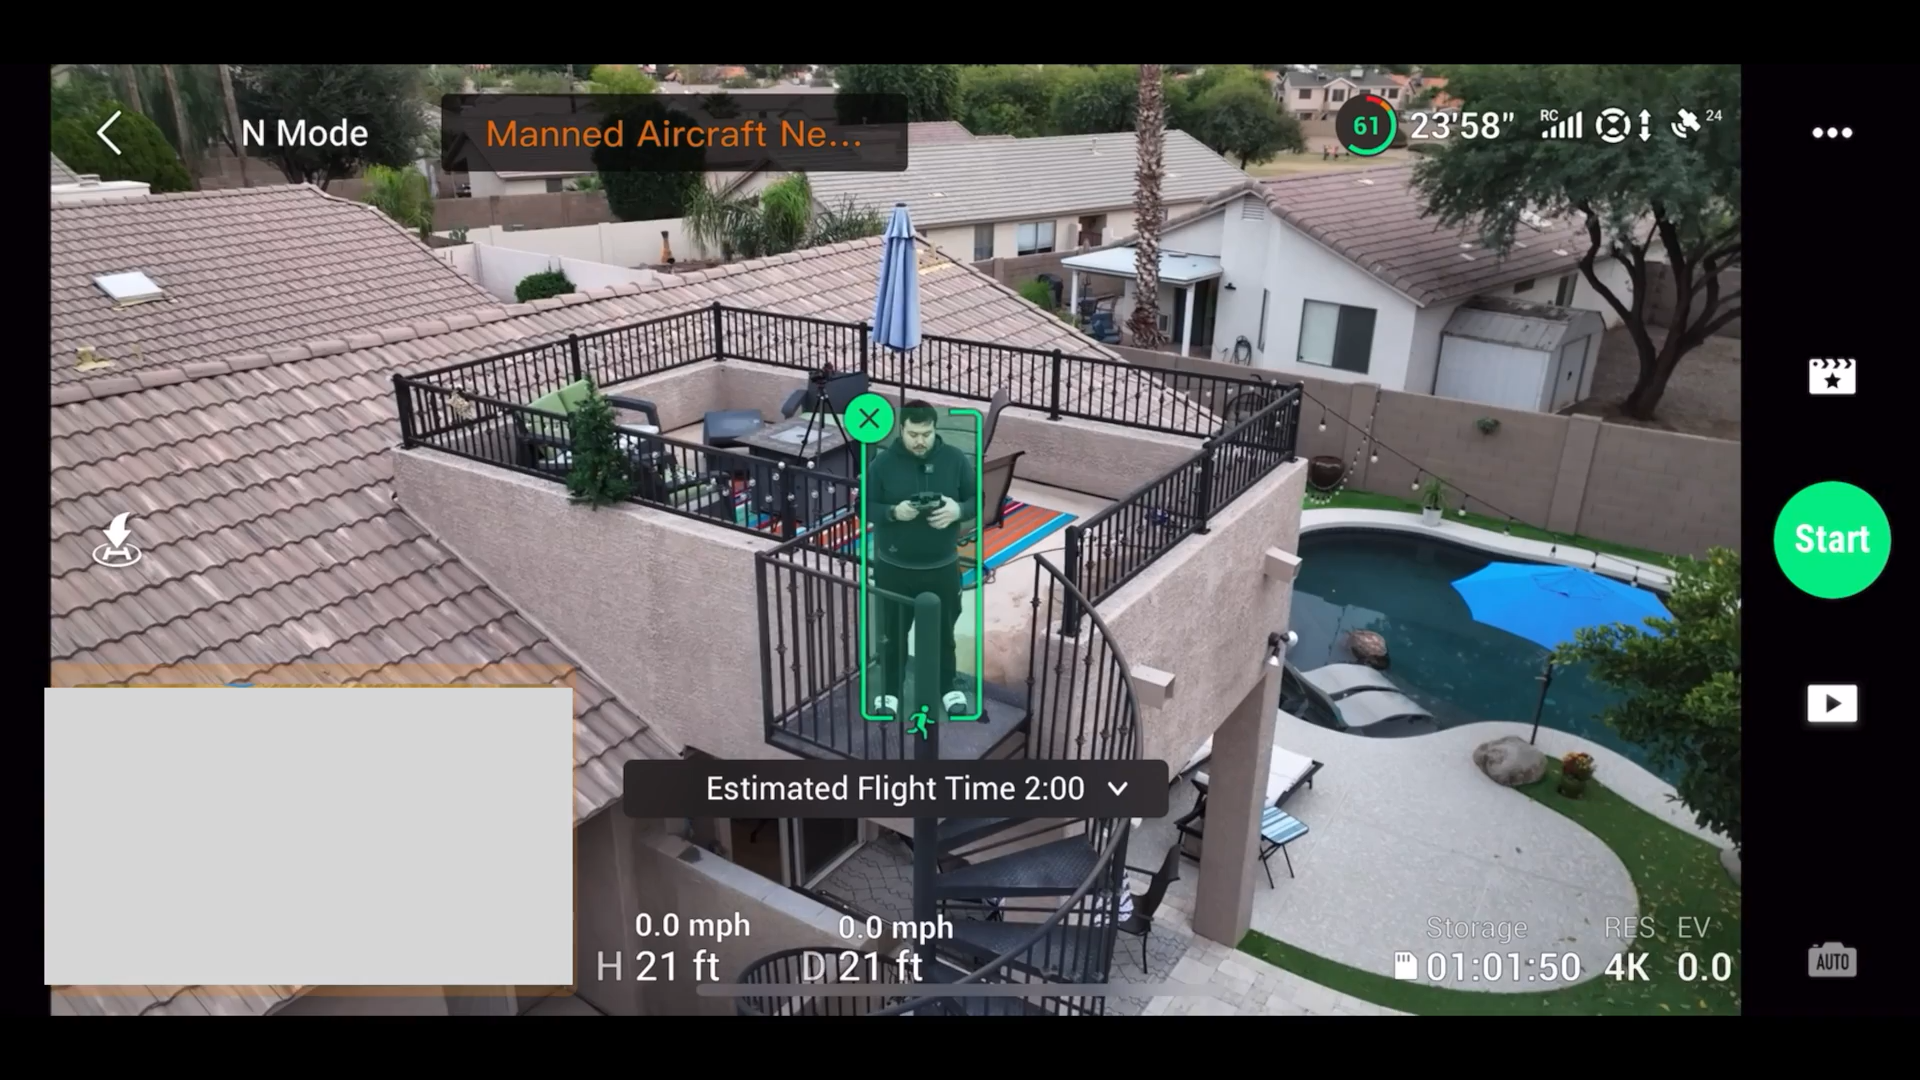 N Mode
Manned Aircraft Ne...
61
23'58"
RC
24
Start
Estimated Flight Time 2:00
0.0 mph
0.0 mph
H 21 ft
D 21 ft
Storage
RES
EV
01:01:50
4K
0.0
AUTO